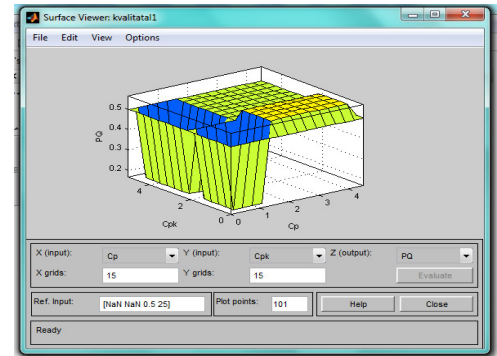 Surface Viewer: kvalitatal1
File Edit View Options
0.5
0.4
0.3
0.2
PQ
4
2
0
Cpk
0
1
2
3
4
Cp
X (input): Cp Y (input): Cpk Z (output): PQ
X grids: 15 Y grids: 15 Evaluate
Ref. Input: [NaN NaN 0.5 25] Plot points: 101 Help Close
Ready